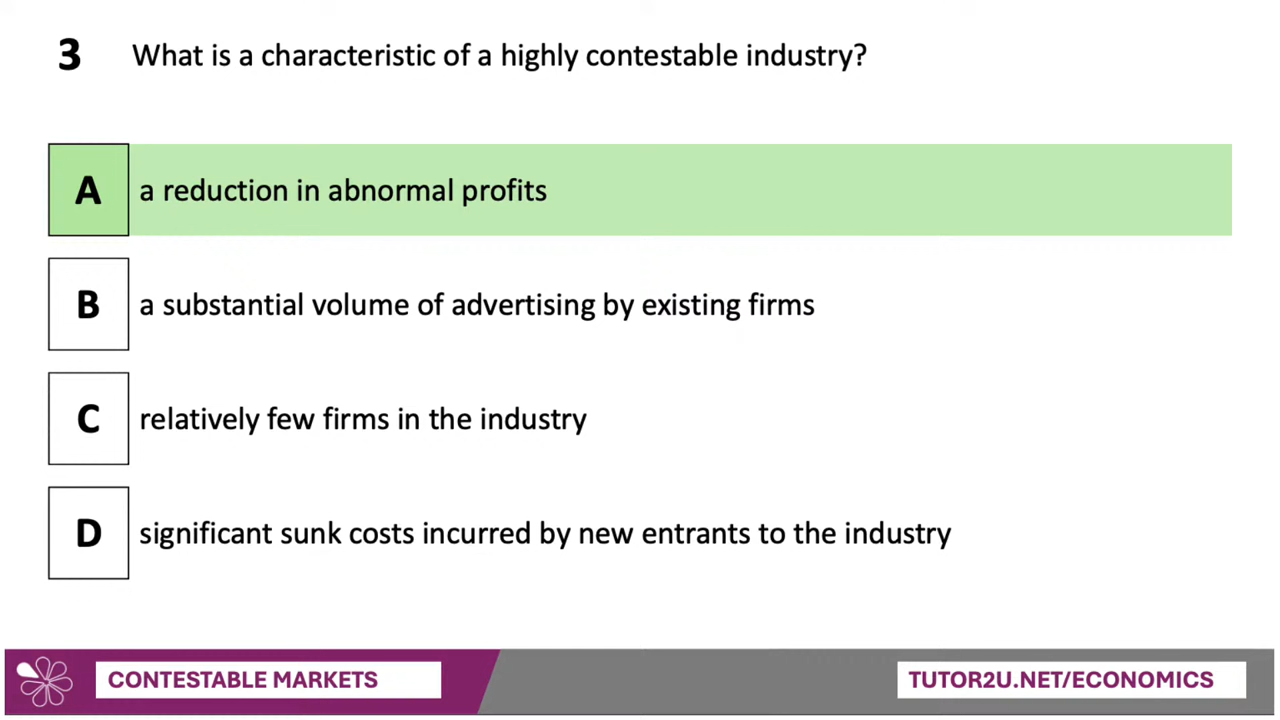 3 What is a characteristic of a highly contestable industry?
A a reduction in abnormal profits
B a substantial volume of advertising by existing firms
C relatively few firms in the industry
D significant sunk costs incurred by new entrants to the industry
CONTESTABLE MARKETS TUTOR2U.NET/ECONOMICS